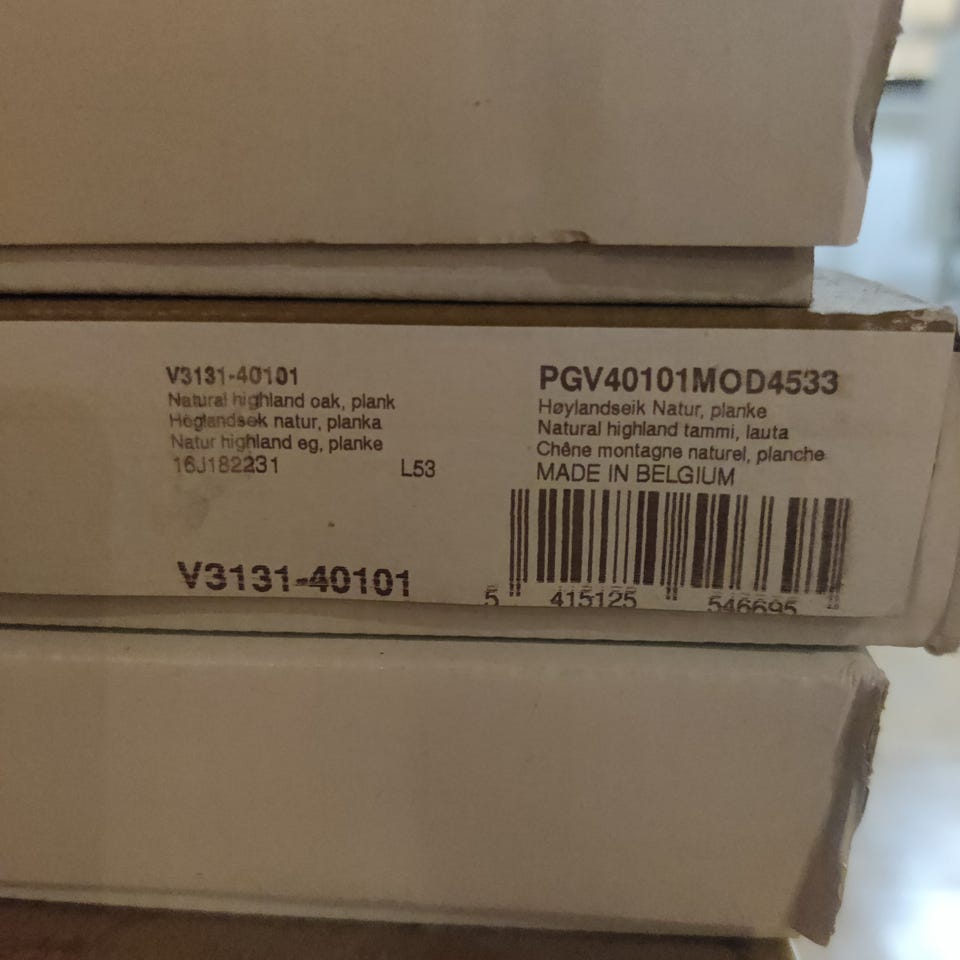 V3131-40101
Natural highland oak, plank
Höglandsek natur, planka
Natur highland eg, planke
16J182231 L53
V3131-40101
PGV40101MOD4533
Høylandseik Natur, planke
Natural highland tammi, lauta
Chêne montagne naturel, planche
MADE IN BELGIUM
5 415125 546695